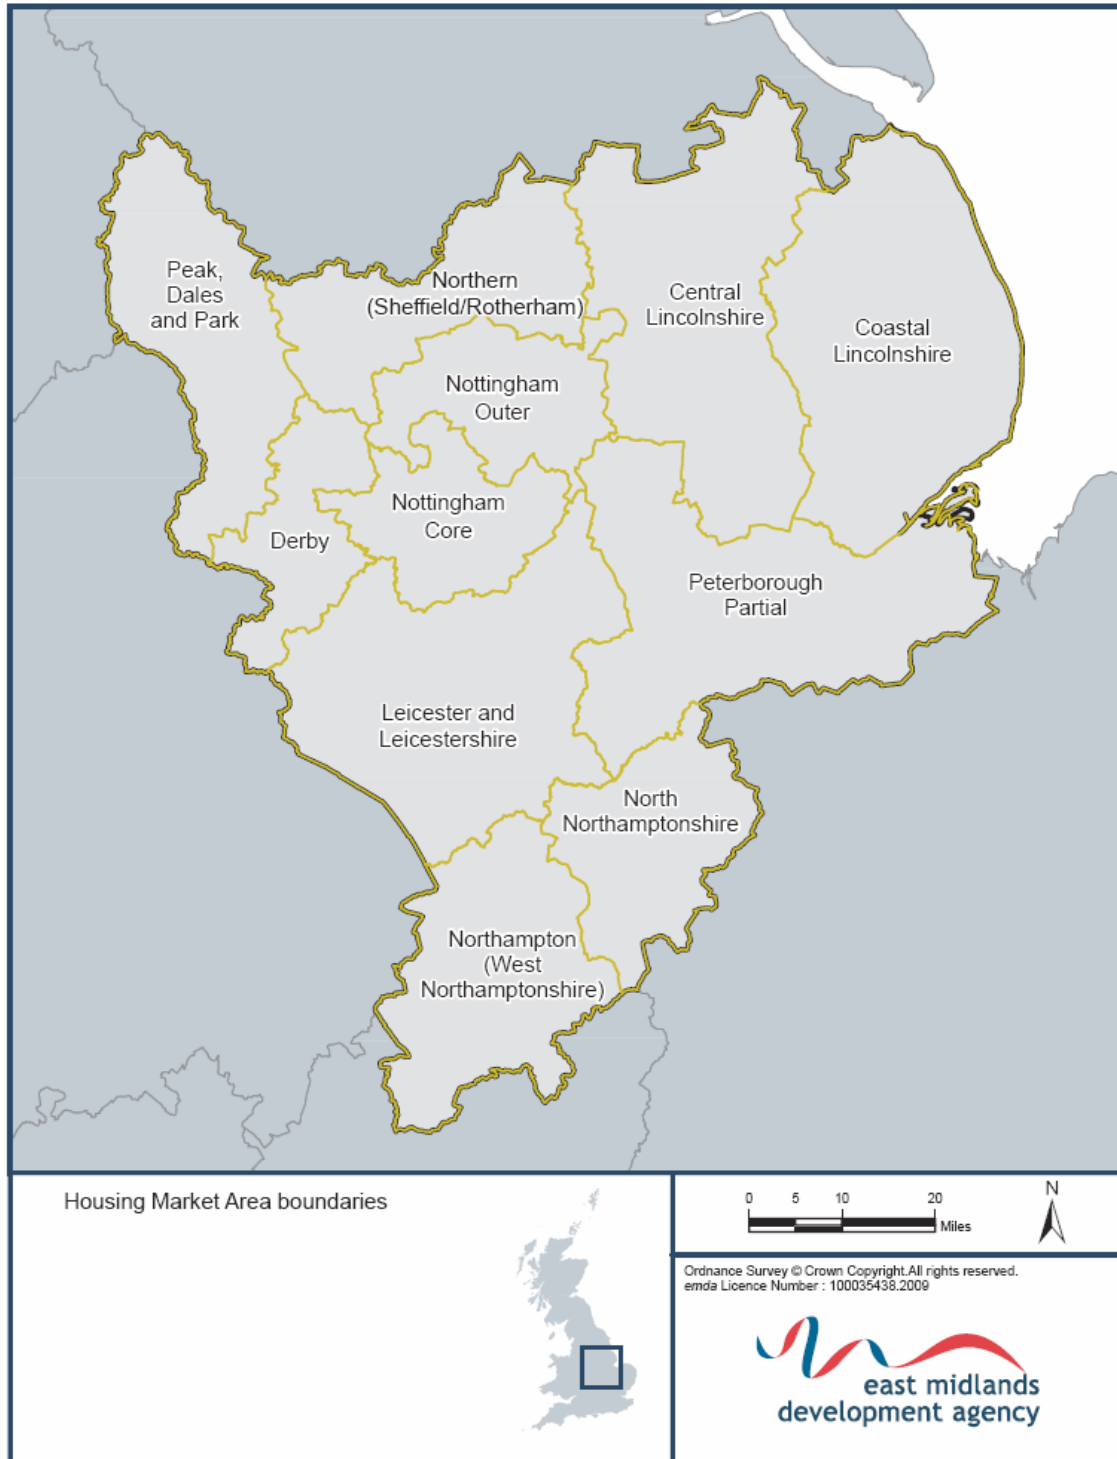 Peak,
Dales
and Park
Northern
(Sheffield/Rotherham)
Central
Lincolnshire
Coastal
Lincolnshire
Nottingham
Outer
Nottingham
Core
Derby
Peterborough
Partial
Leicester and
Leicestershire
North
Northamptonshire
Northampton
(West
Northamptonshire)
Housing Market Area boundaries
0 5 10 20
Miles
N
Ordnance Survey © Crown Copyright.All rights reserved.
emda Licence Number : 100035438.2009
east midlands
development agency